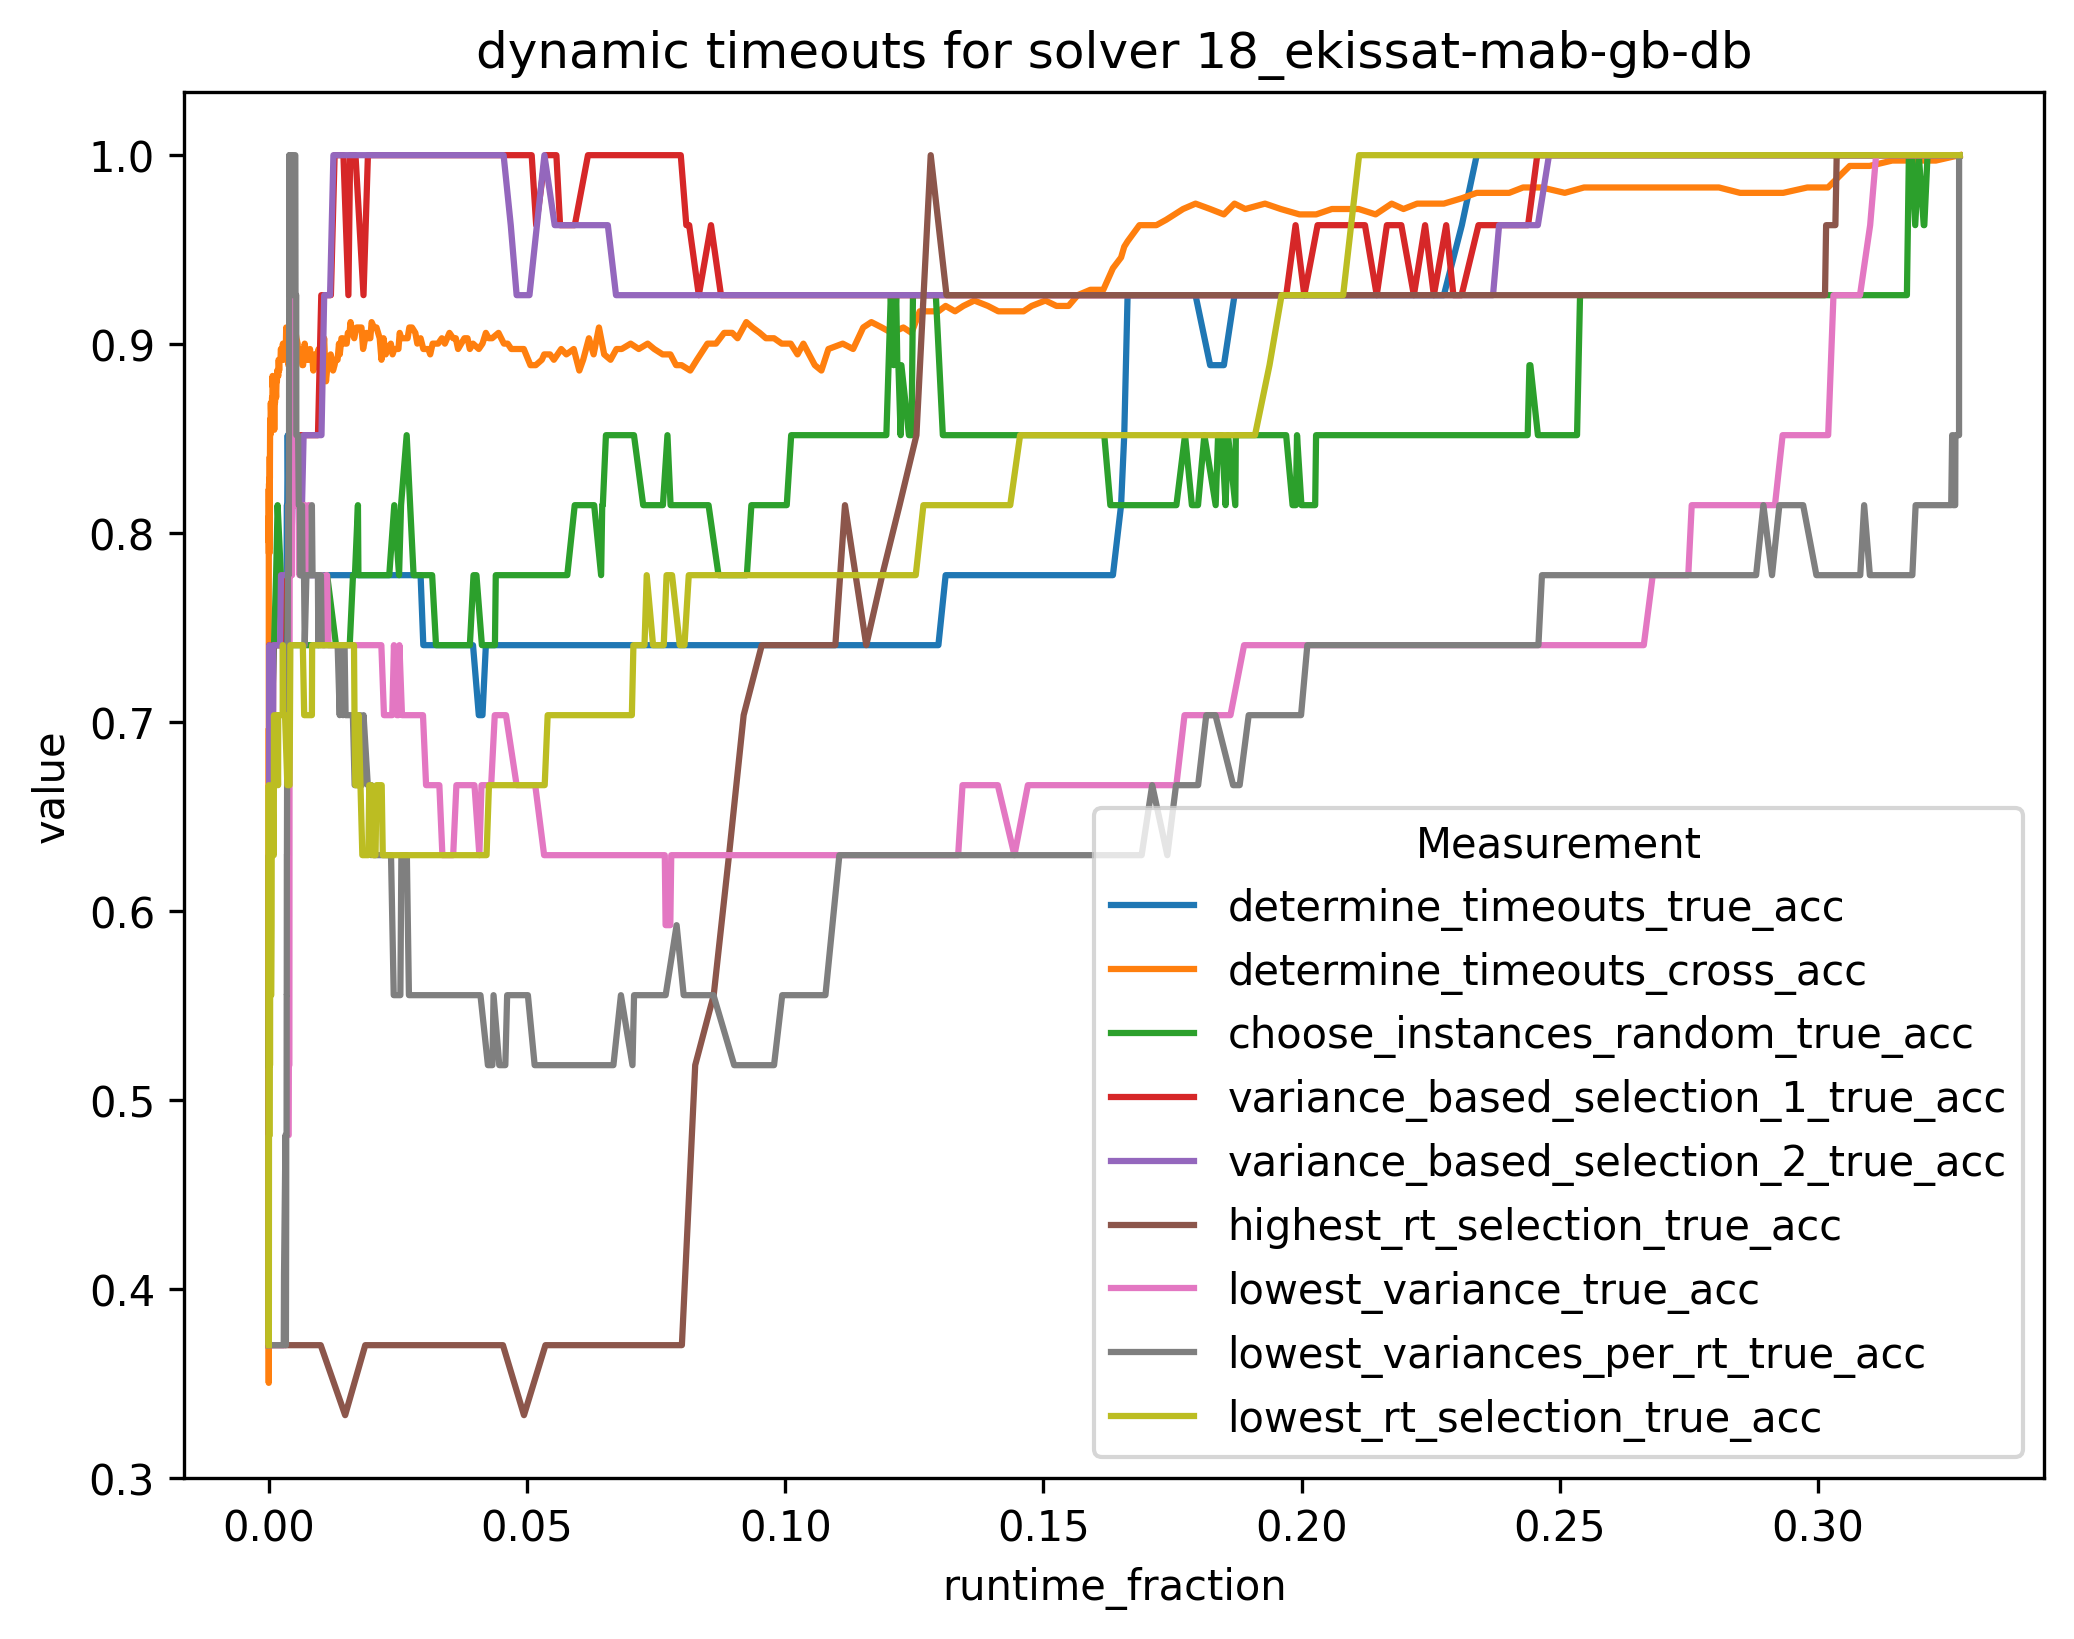 dynamic timeouts for solver 18_ekissat-mab-gb-db
1.0
0.9
0.8
0.7
0.6
0.5
0.4
0.3
value
0.00 0.05 0.10 0.15 0.20 0.25 0.30
runtime_fraction
Measurement
determine_timeouts_true_acc
determine_timeouts_cross_acc
choose_instances_random_true_acc
variance_based_selection_1_true_acc
variance_based_selection_2_true_acc
highest_rt_selection_true_acc
lowest_variance_true_acc
lowest_variances_per_rt_true_acc
lowest_rt_selection_true_acc